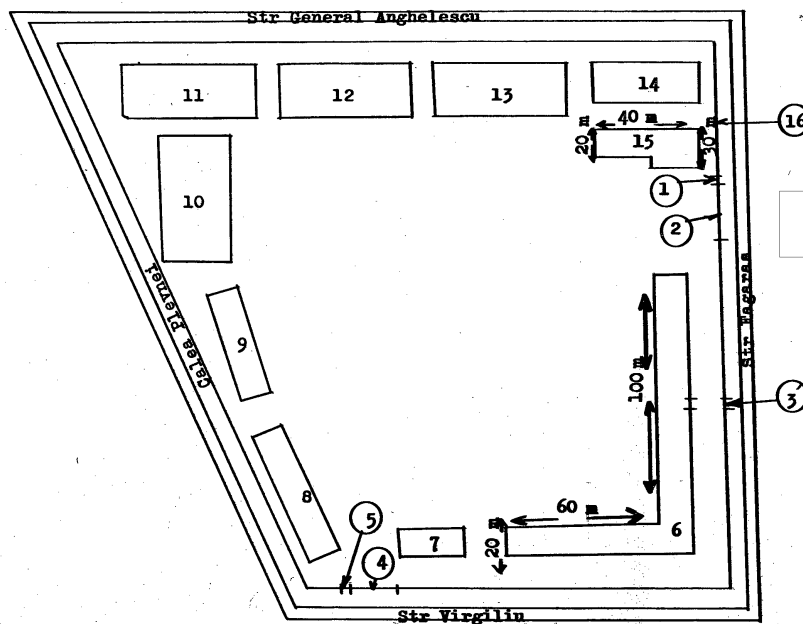 Str General Anghelescu
11
12
13
14
16
40 m
20 m
15
30 m
1
10
2
Calea Plevnei
Str Fagaras
9
100 m
3
8
5
60 m
6
20 m
7
4
Str Virgiliu